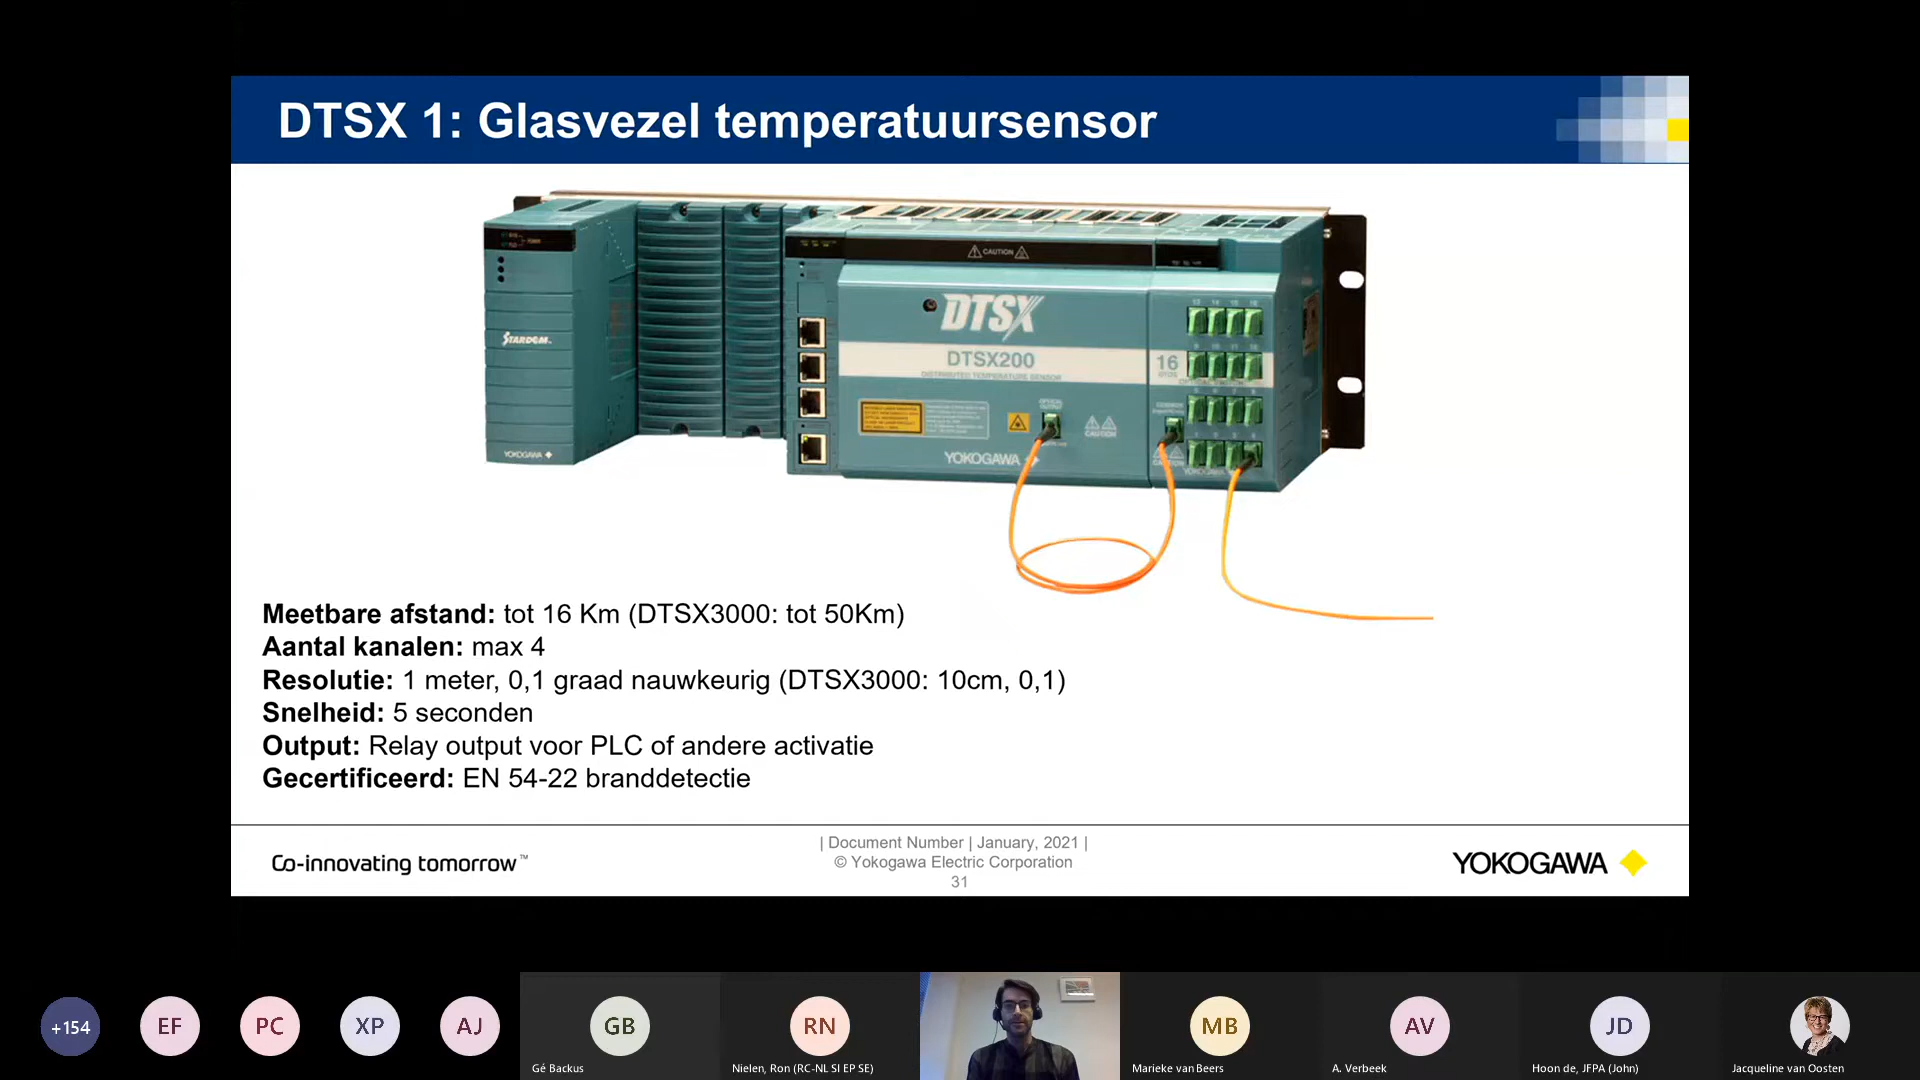 DTSX 1: Glasvezel temperatuursensor
CAUTION
DTSX
STARDOM
DTSX200
DISTRIBUTED TEMPERATURE SENSOR
16
CAUTION
YOKOGAWA
YOKOGAWA
Meetbare afstand: tot 16 Km (DTSX3000: tot 50Km)
Aantal kanalen: max 4
Resolutie: 1 meter, 0,1 graad nauwkeurig (DTSX3000: 10cm, 0,1)
Snelheid: 5 seconden
Output: Relay output voor PLC of andere activatie
Gecertificeerd: EN 54-22 branddetectie
Co-innovating tomorrow™
| Document Number | January, 2021 |
© Yokogawa Electric Corporation
31
YOKOGAWA
+154
EF
PC
XP
AJ
GB
RN
MB
AV
JD
Gé Backus
Nielen, Ron (RC-NL SI EP SE)
Marieke van Beers
A. Verbeek
Hoon de, JFPA (John)
Jacqueline van Oosten